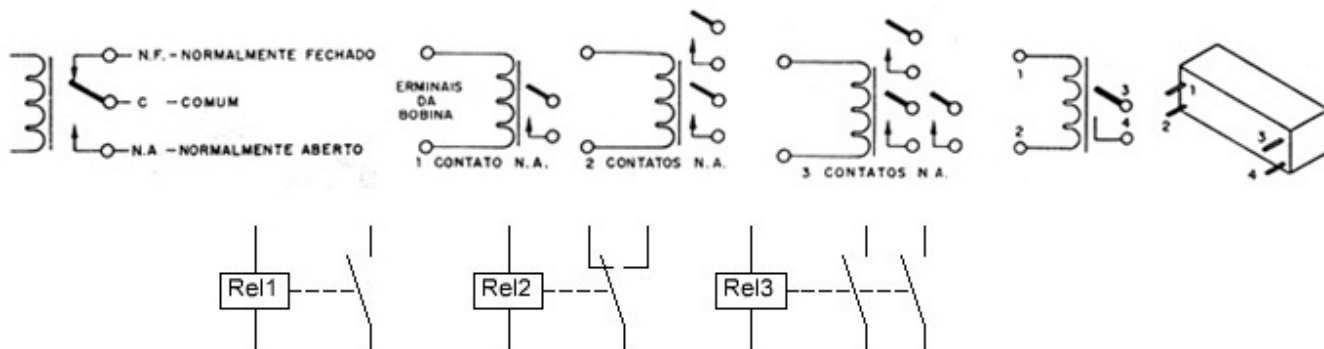 N.F. - NORMALMENTE FECHADO
C - COMUM
N.A. - NORMALMENTE ABERTO
ERMINAIS
DA
BOBINA
1 CONTATO N.A.
2 CONTATOS N.A.
3 CONTATOS N A.
1
2
3
4
1
2
3
4
Rel1
Rel2
Rel3